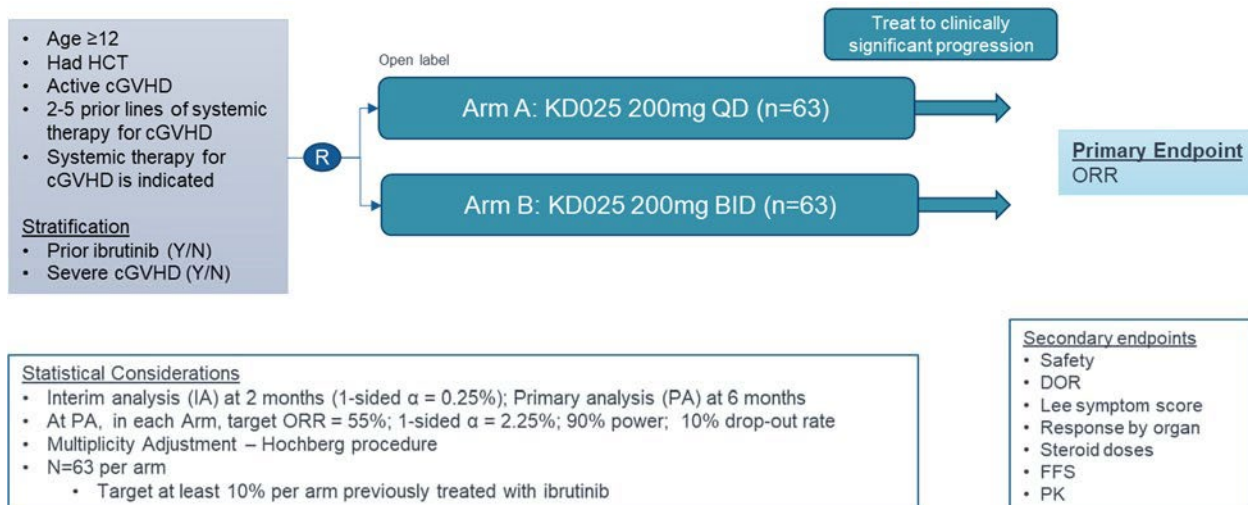 • Age ≥12
• Had HCT
• Active cGVHD
• 2-5 prior lines of systemic
therapy for cGVHD
• Systemic therapy for
cGVHD is indicated
Stratification
• Prior ibrutinib (Y/N)
• Severe cGVHD (Y/N)
R
Open label
Arm A: KD025 200mg QD (n=63)
Arm B: KD025 200mg BID (n=63)
Treat to clinically
significant progression
Primary Endpoint
ORR
Statistical Considerations
• Interim analysis (IA) at 2 months (1-sided α = 0.25%); Primary analysis (PA) at 6 months
• At PA, in each Arm, target ORR = 55%; 1-sided α = 2.25%; 90% power; 10% drop-out rate
• Multiplicity Adjustment – Hochberg procedure
• N=63 per arm
• Target at least 10% per arm previously treated with ibrutinib
Secondary endpoints
• Safety
• DOR
• Lee symptom score
• Response by organ
• Steroid doses
• FFS
• PK